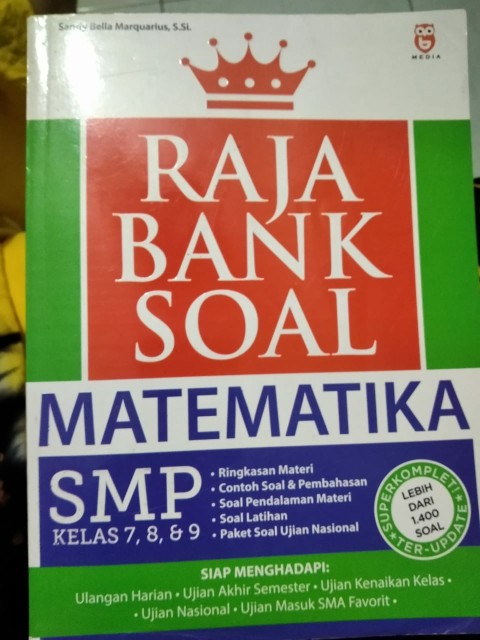 Sandy Bella Marquarius, S.Si.
MEDIA
RAJA
BANK
SOAL
MATEMATIKA
SMP
KELAS 7, 8, & 9
• Ringkasan Materi
• Contoh Soal & Pembahasan
• Soal Pendalaman Materi
• Soal Latihan
• Paket Soal Ujian Nasional
SUPERKOMPLET!
LEBIH
DARI
1.400
SOAL
TER-UPDATE
SIAP MENGHADAPI:
Ulangan Harian • Ujian Akhir Semester • Ujian Kenaikan Kelas •
• Ujian Nasional • Ujian Masuk SMA Favorit •